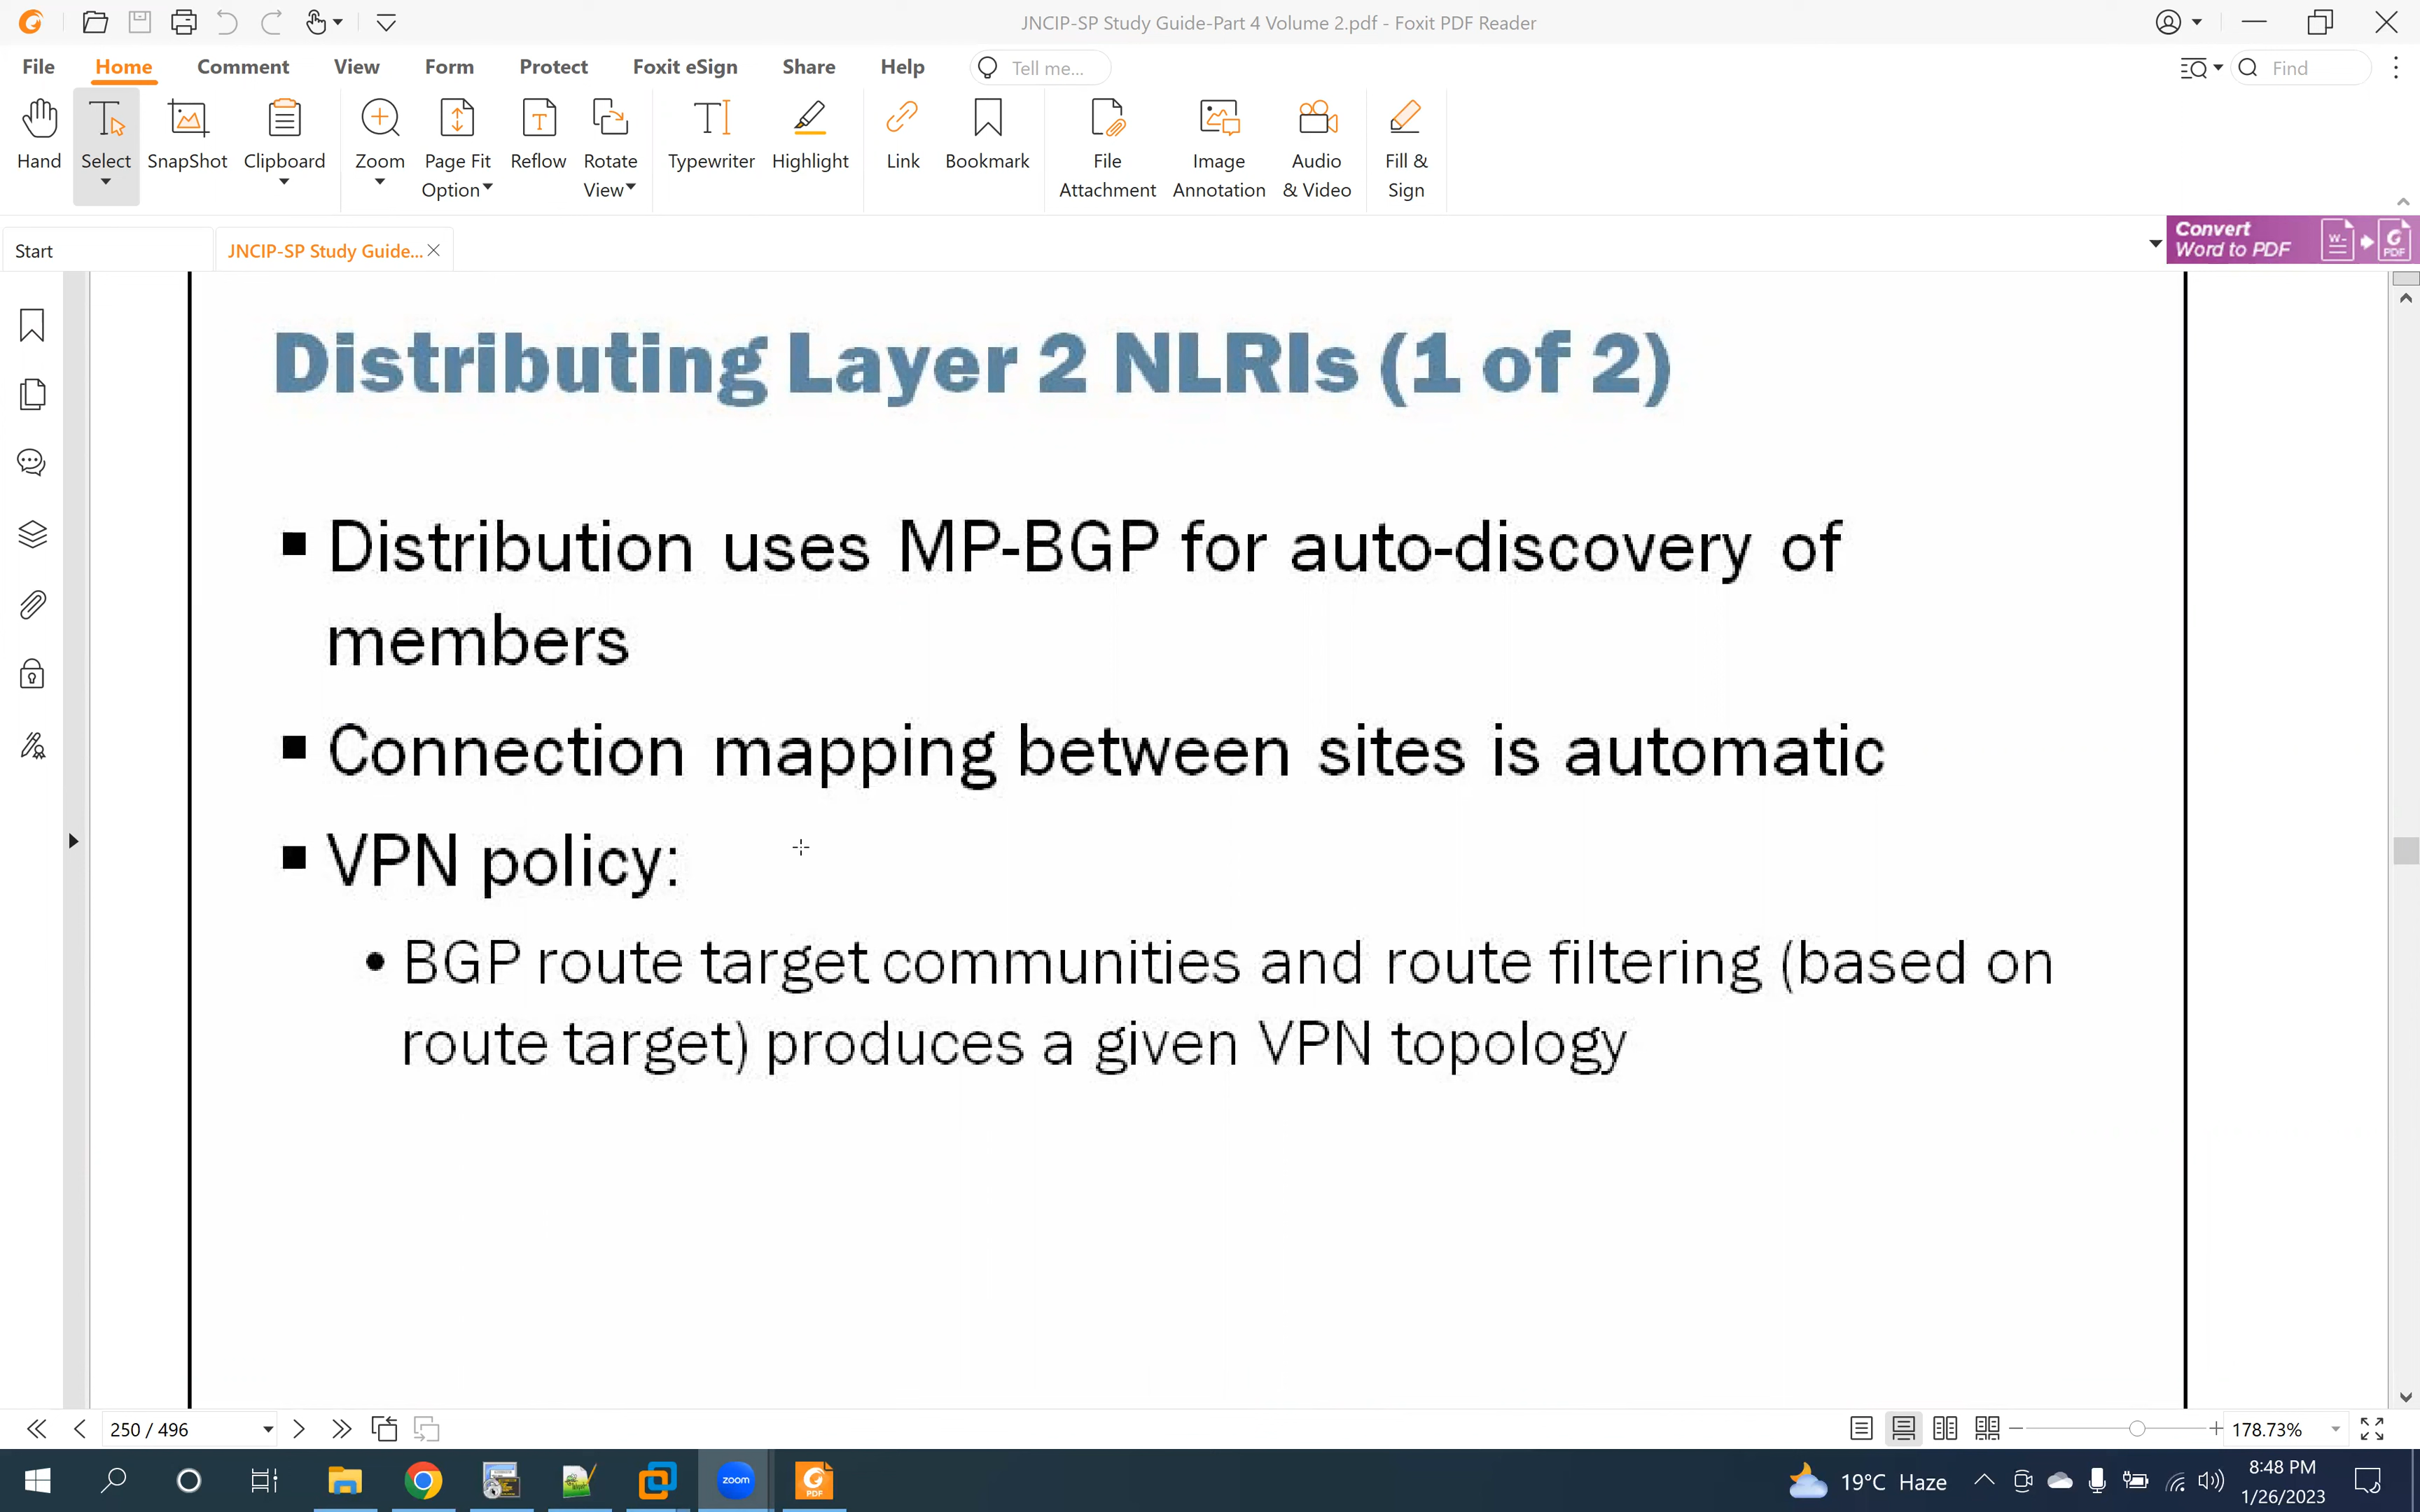 JNCIP-SP Study Guide-Part 4 Volume 2.pdf - Foxit PDF Reader
File Home Comment View Form Protect Foxit eSign Share Help Tell me... Find
Hand Select SnapShot Clipboard Zoom Page Fit Option Reflow Rotate View Typewriter Highlight Link Bookmark File Attachment Image Annotation Audio & Video Fill & Sign
Start JNCIP-SP Study Guide... Convert
Word to PDF
Distributing Layer 2 NLRIs (1 of 2)
■ Distribution uses MP-BGP for auto-discovery of
members
■ Connection mapping between sites is automatic
■ VPN policy:
• BGP route target communities and route filtering (based on
route target) produces a given VPN topology
250 / 496 178.73%
zoom PDF 19°C Haze 8:48 PM
1/26/2023